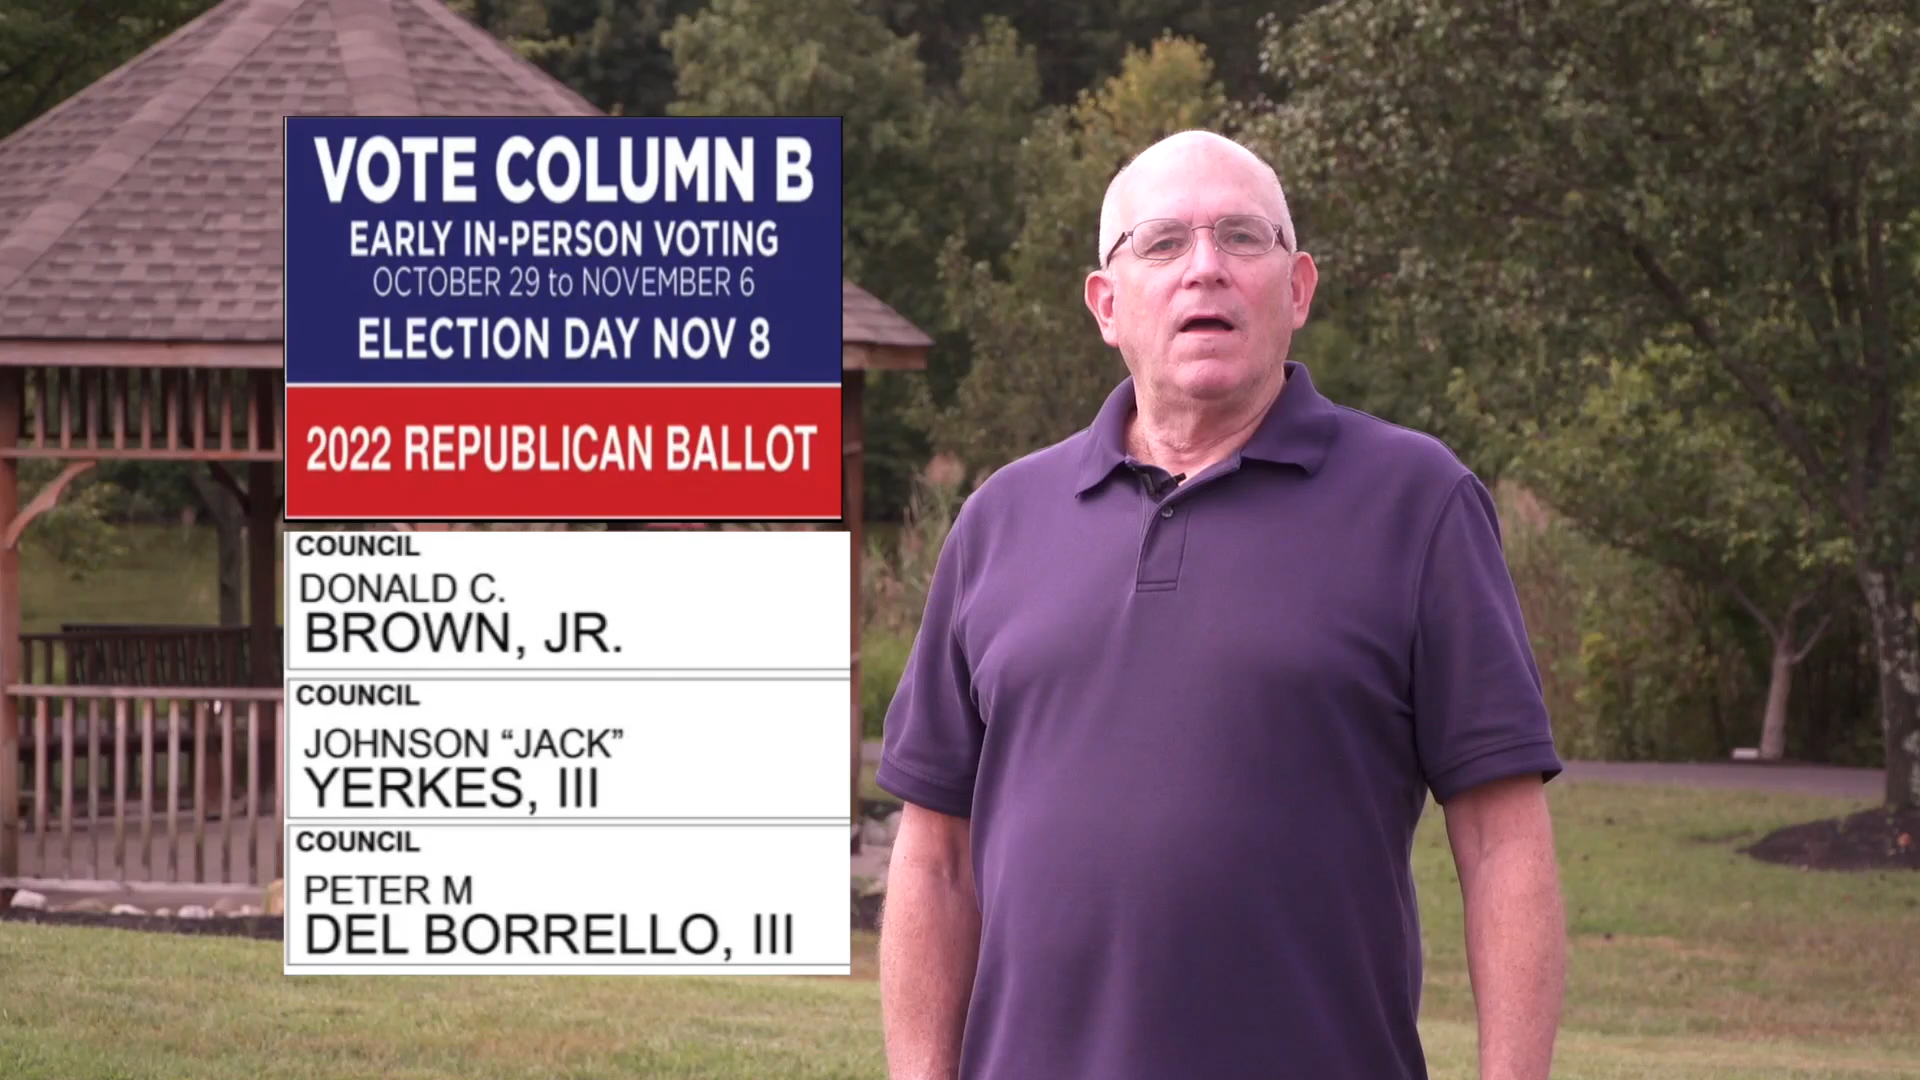 VOTE COLUMN B
EARLY IN-PERSON VOTING
OCTOBER 29 to NOVEMBER 6
ELECTION DAY NOV 8
2022 REPUBLICAN BALLOT
COUNCIL
DONALD C.
BROWN, JR.
COUNCIL
JOHNSON “JACK”
YERKES, III
COUNCIL
PETER M
DEL BORRELLO, III